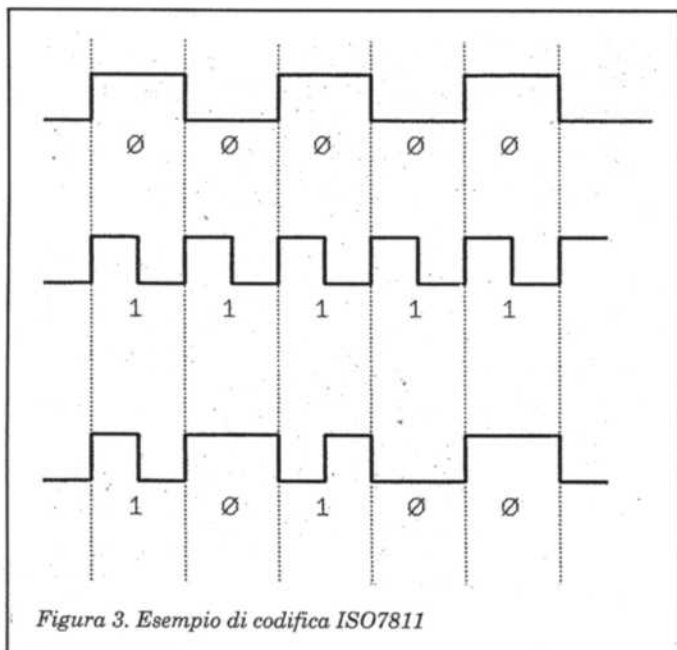 Ø Ø Ø Ø Ø
1 1 1 1 1
1 Ø 1 Ø Ø
Figura 3. Esempio di codifica ISO7811